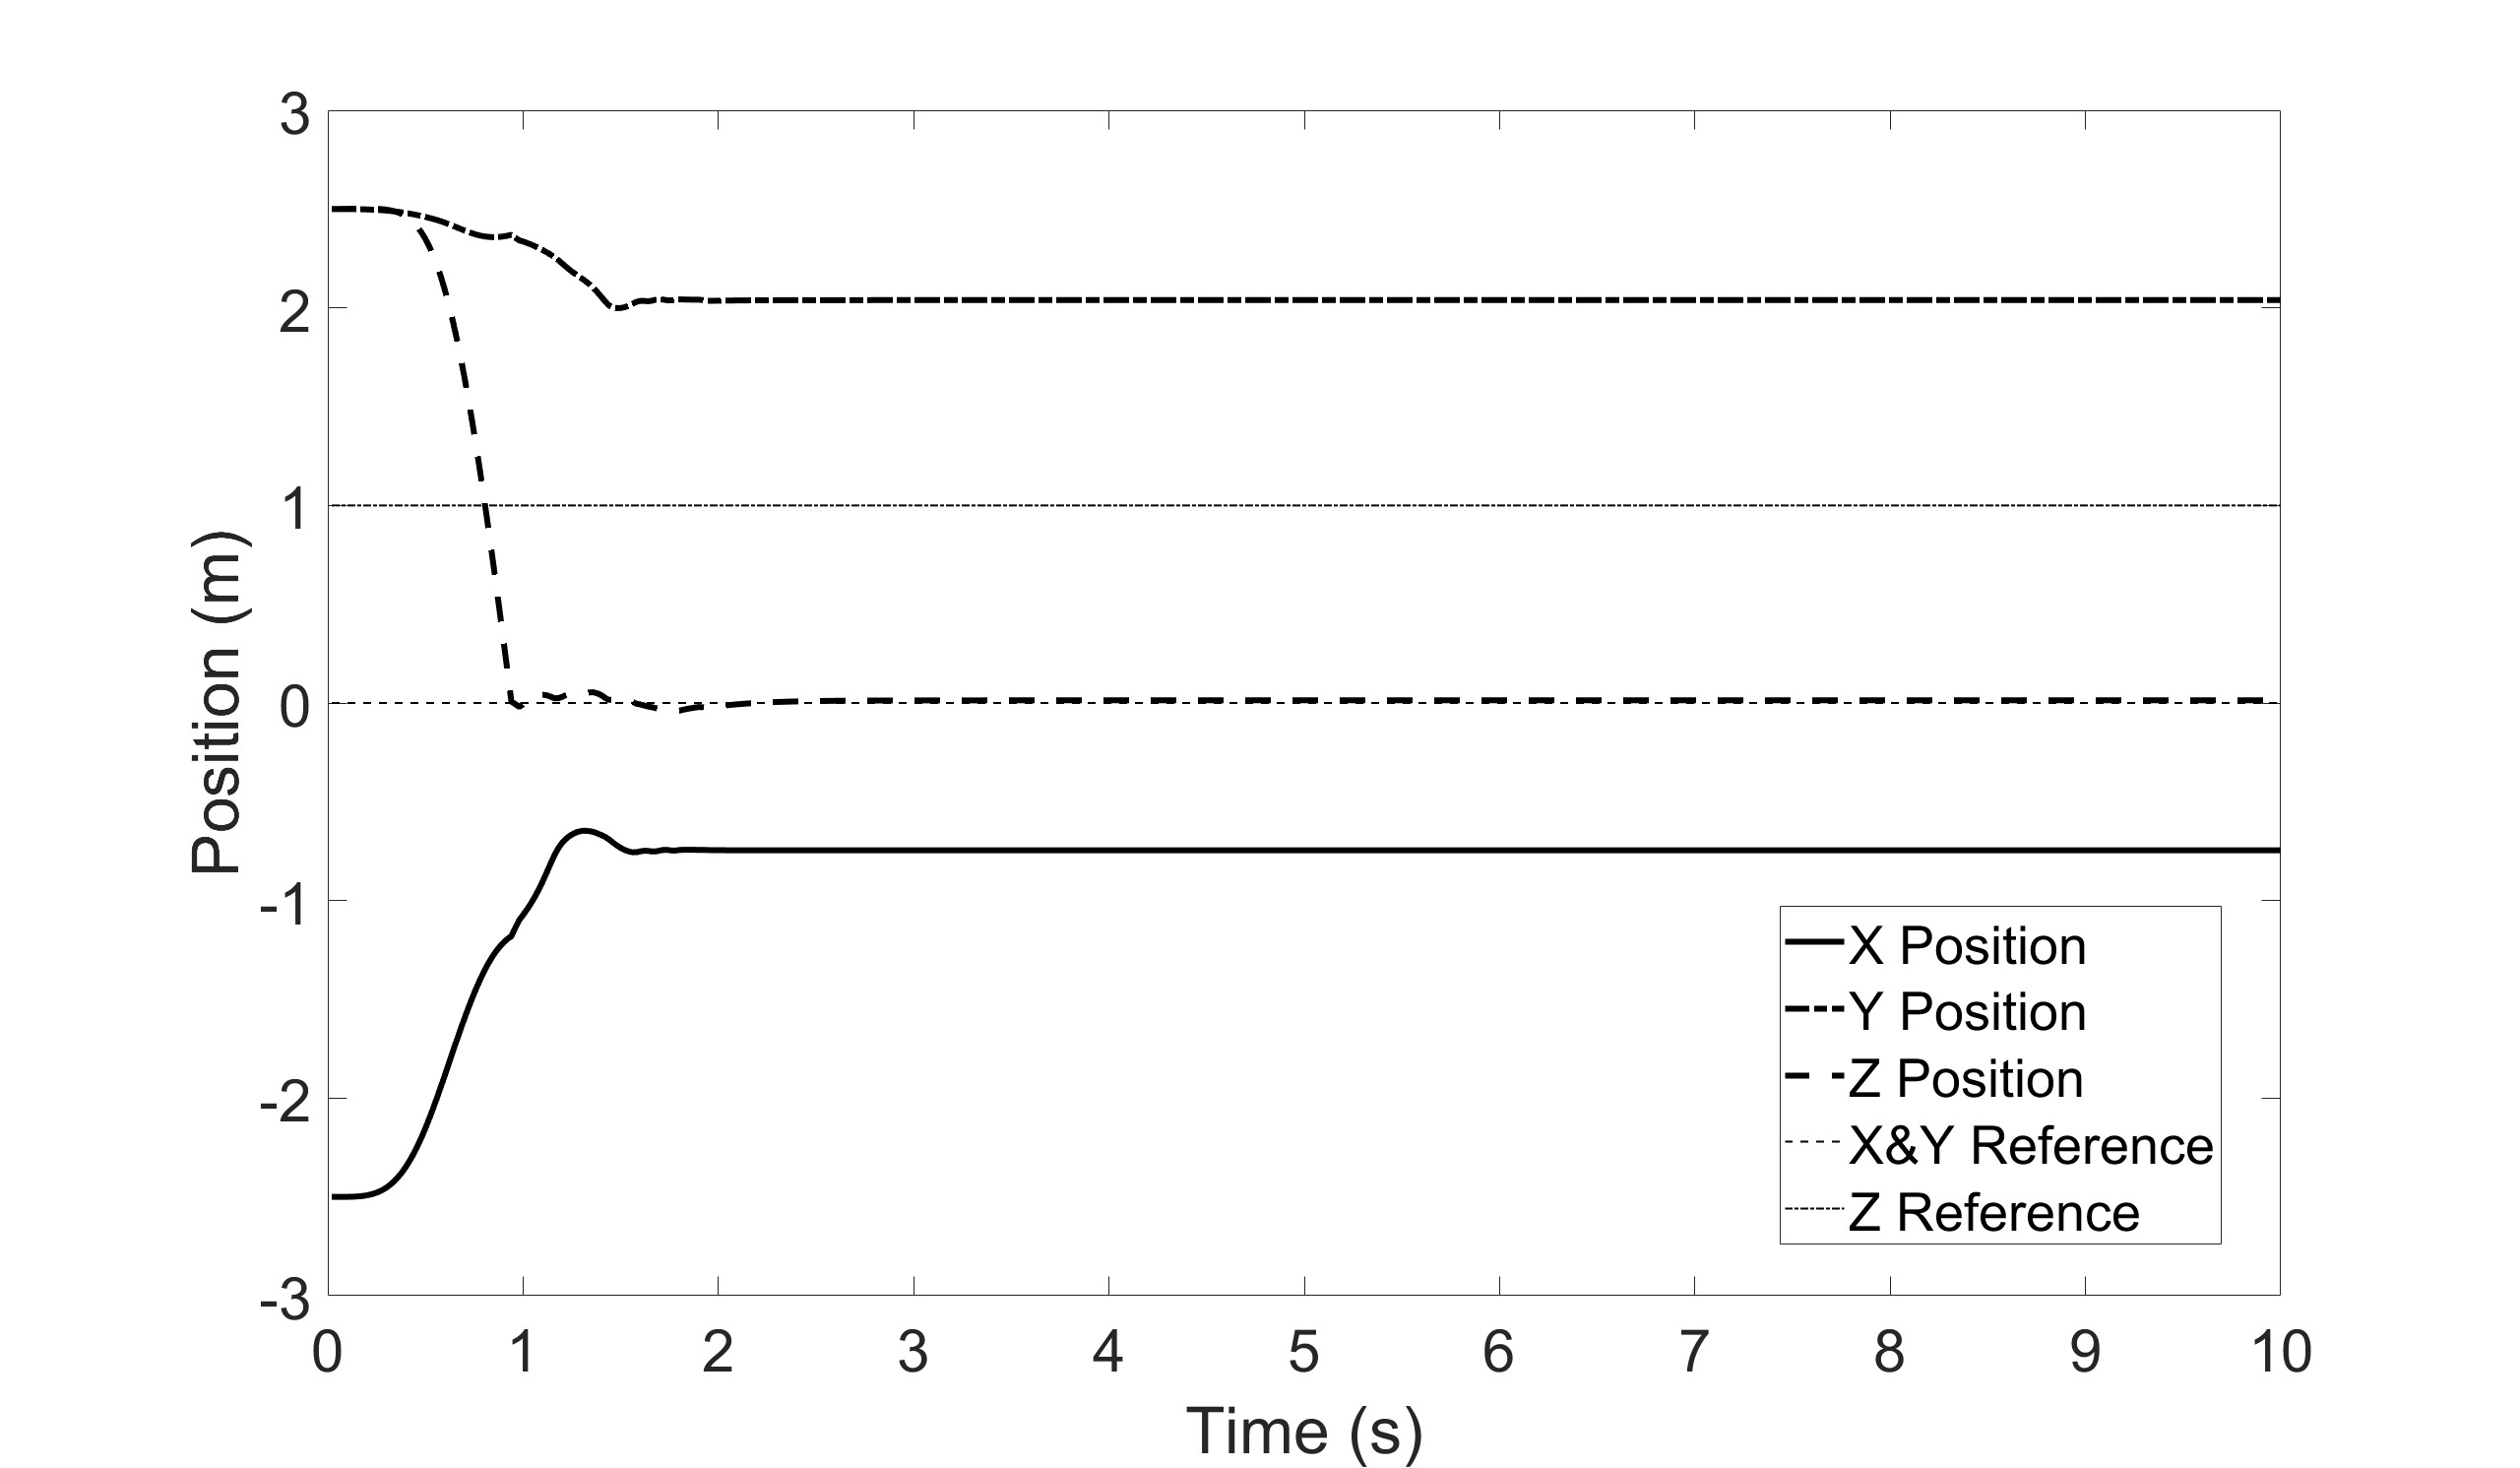 3
2
1
0
-1
-2
-3
Position (m)
0 1 2 3 4 5 6 7 8 9 10
Time (s)
X Position
Y Position
Z Position
X&Y Reference
Z Reference